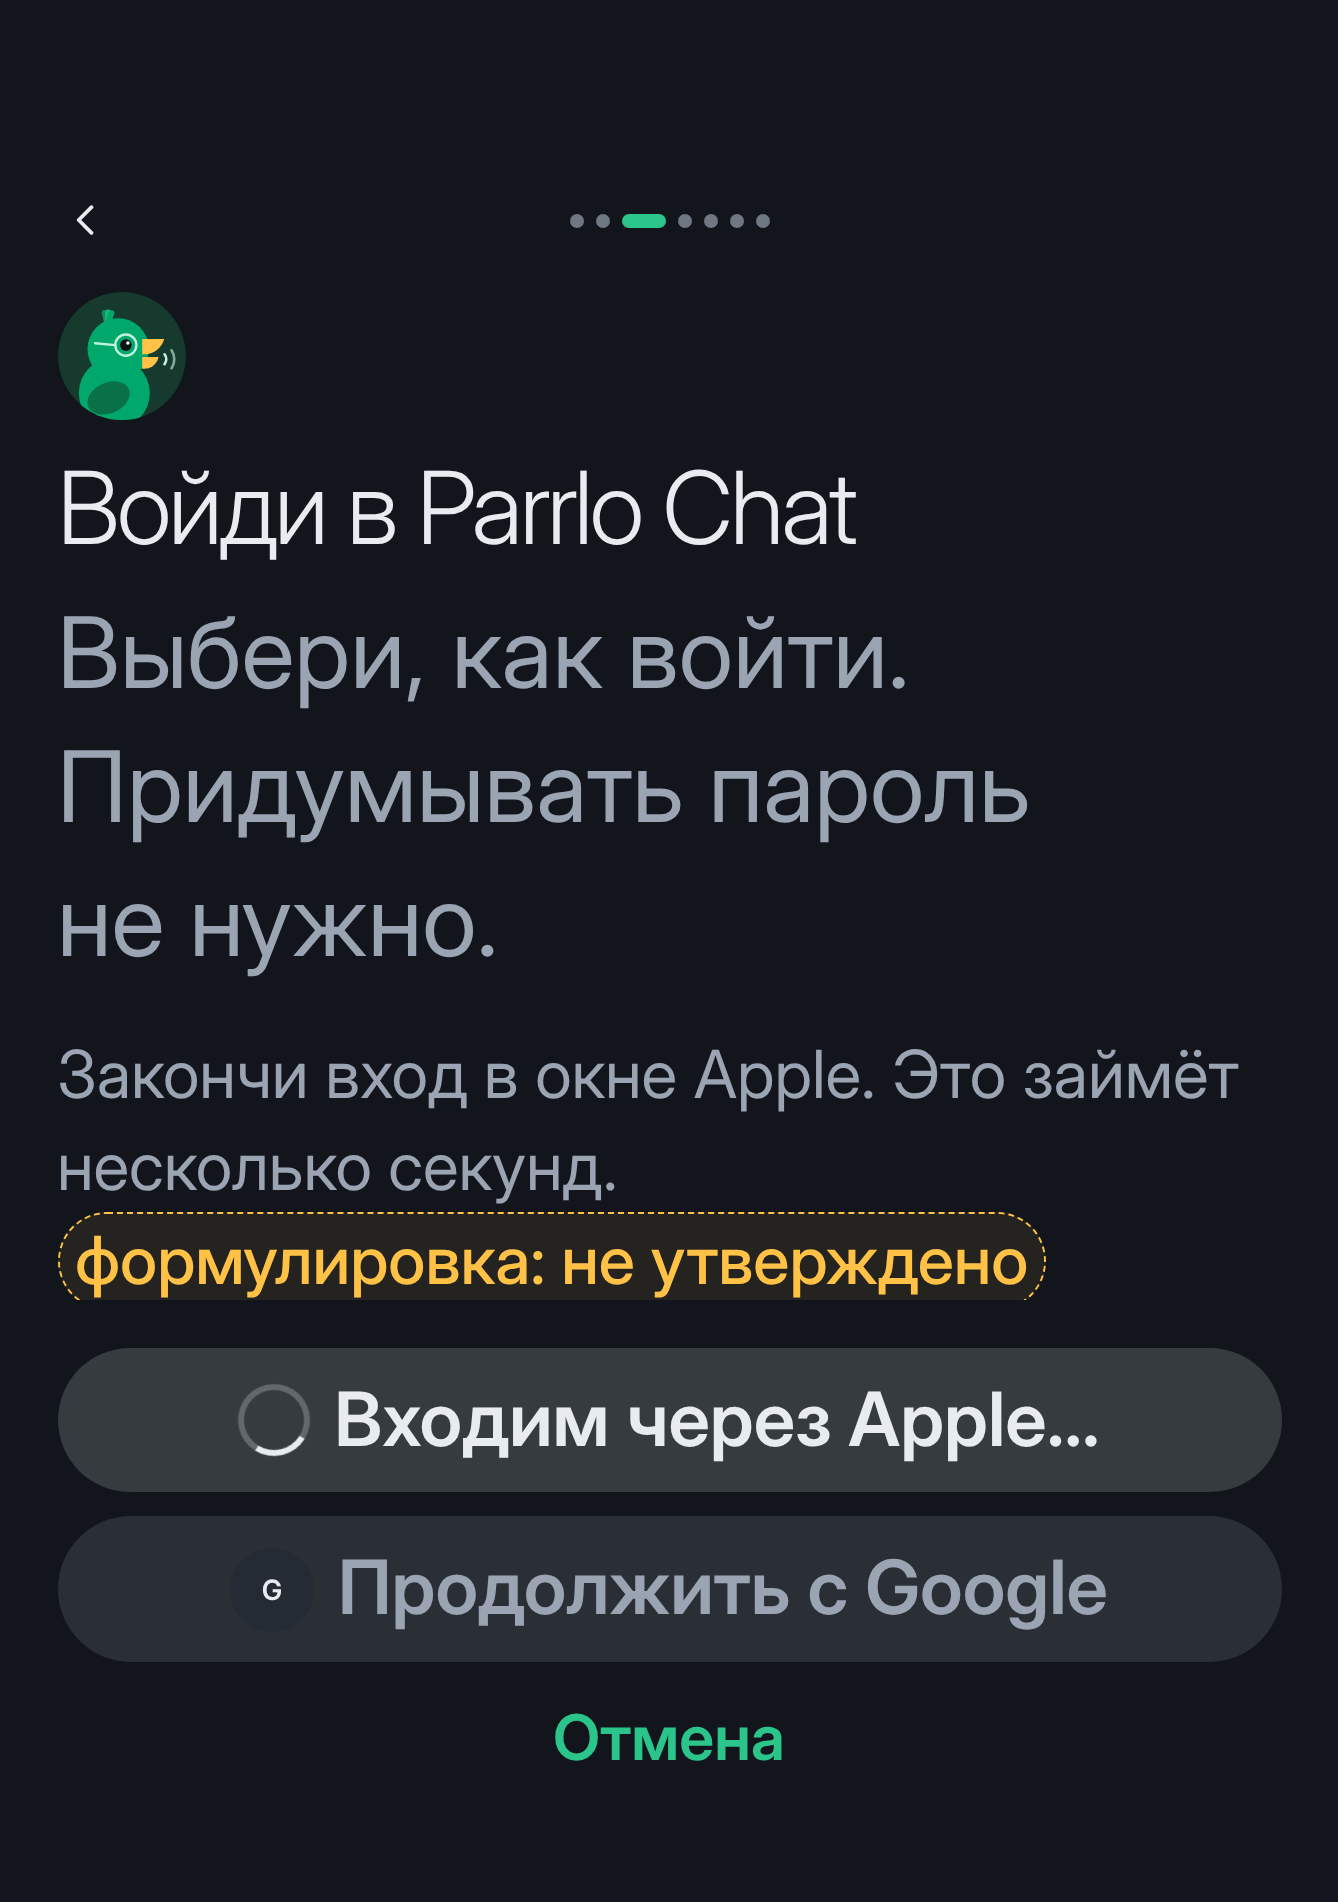 Войди в Parrlo Chat
Выбери, как войти.
Придумывать пароль
не нужно.
Закончи вход в окне Apple. Это займёт
несколько секунд.
формулировка: не утверждено
Входим через Apple...
G Продолжить с Google
Отмена